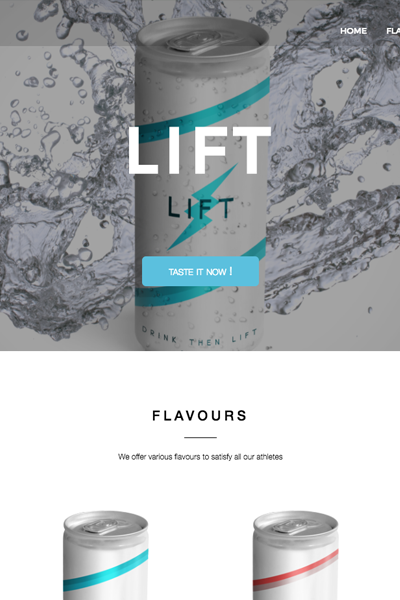 HOME FLA
LIFT
LIFT
TASTE IT NOW !
DRINK THEN LIFT
FLAVOURS
We offer various flavours to satisfy all our athletes